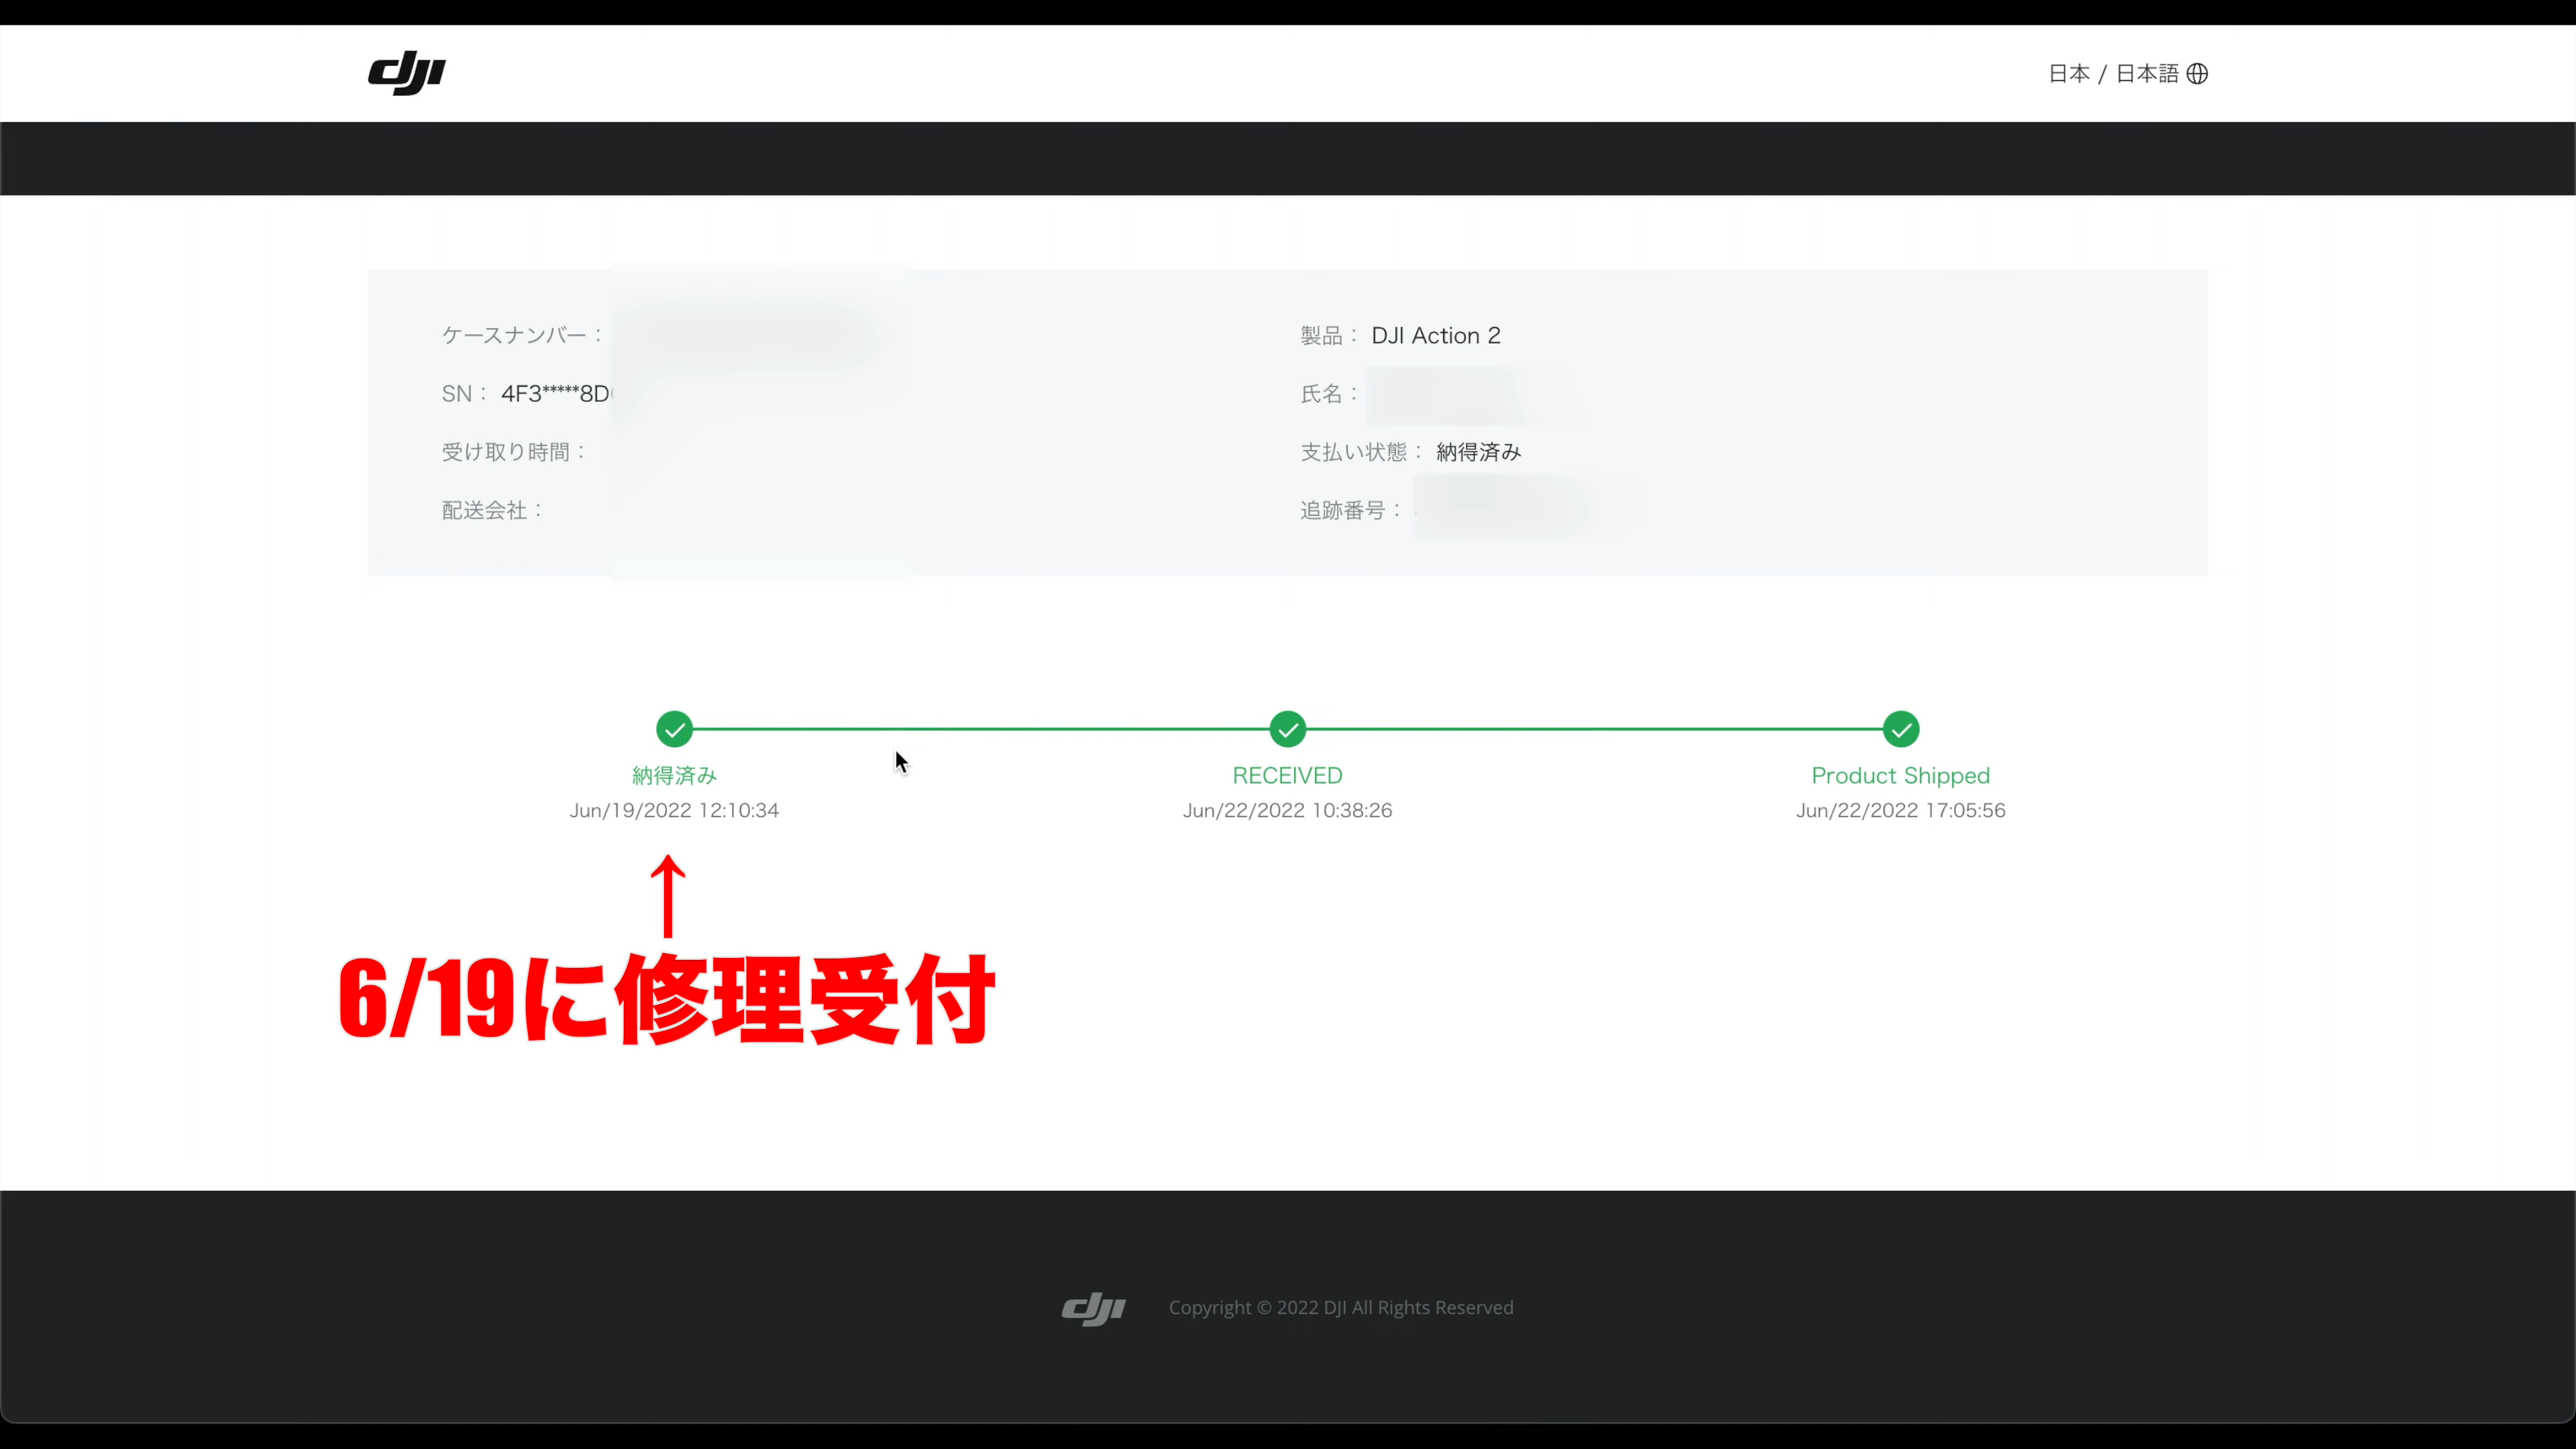 dji
日本 / 日本語
ケースナンバー：
製品： DJI Action 2
SN： 4F3*****8D
氏名：
受け取り時間：
支払い状態： 納得済み
配送会社：
追跡番号：
納得済み
Jun/19/2022 12:10:34
RECEIVED
Jun/22/2022 10:38:26
Product Shipped
Jun/22/2022 17:05:56
↑
6/19に修理受付
dji
Copyright © 2022 DJI All Rights Reserved